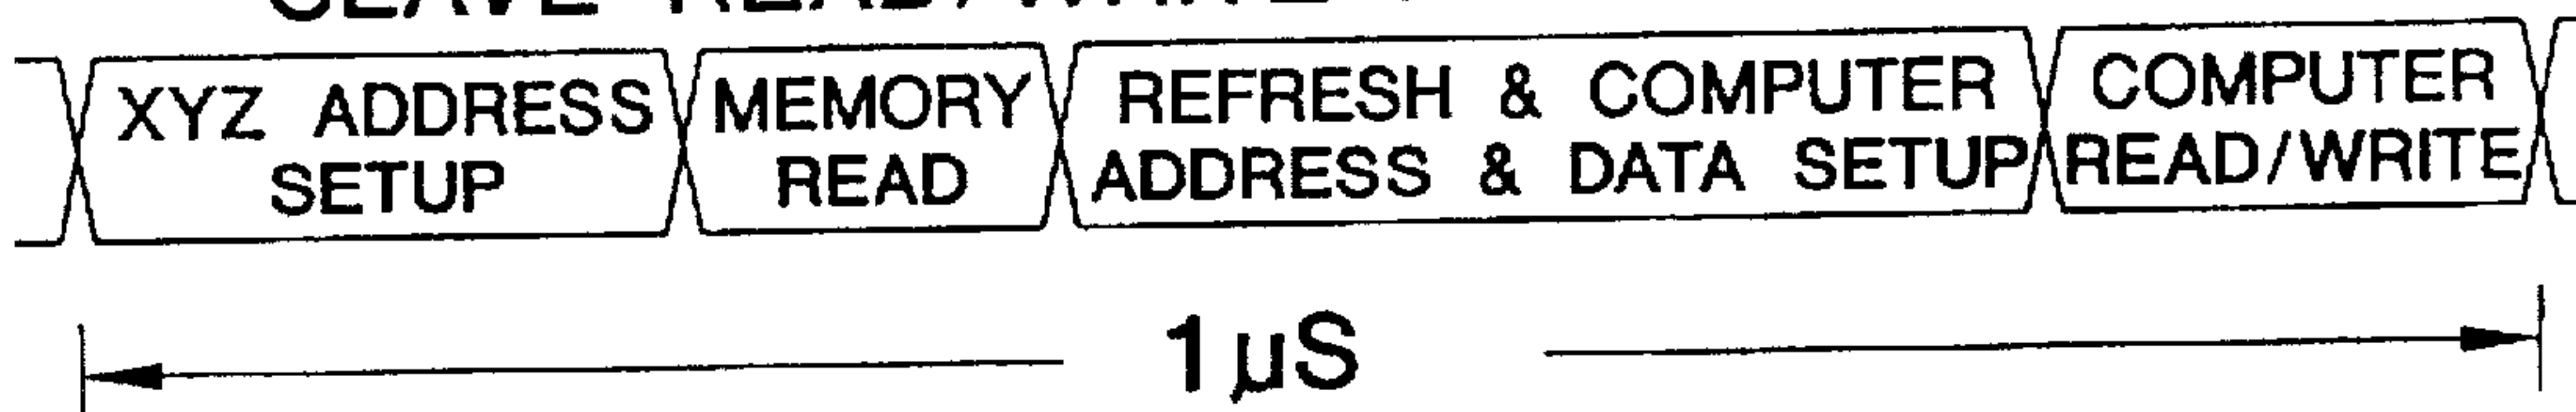 XYZ ADDRESS
SETUP
MEMORY
READ
REFRESH & COMPUTER
ADDRESS & DATA SETUP
COMPUTER
READ/WRITE
1µS